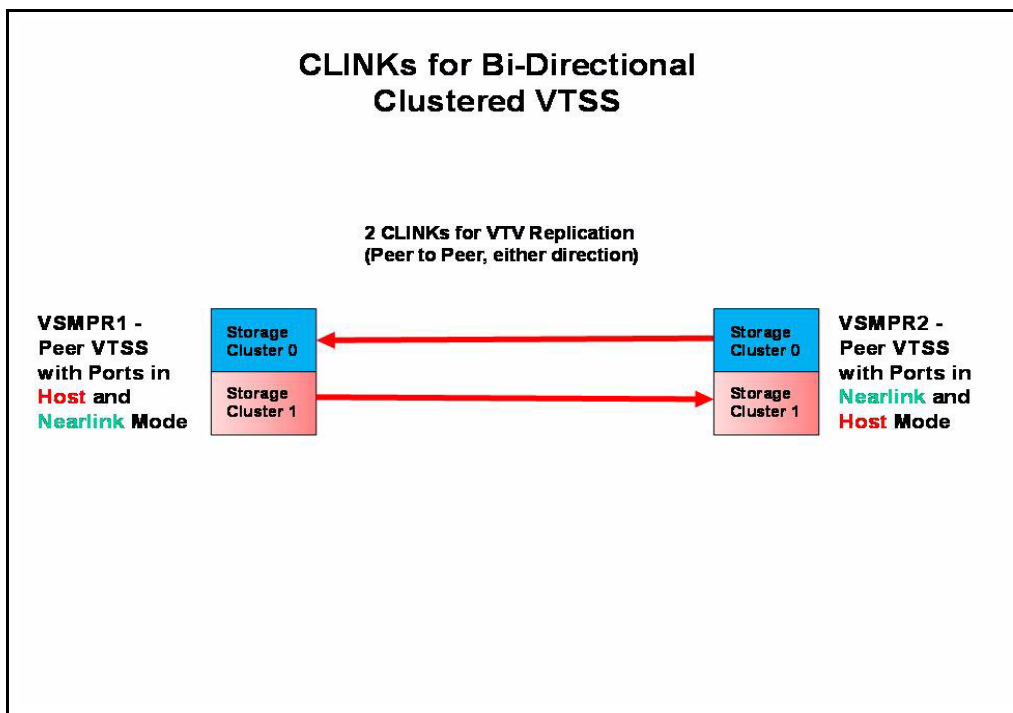 CLINKs for Bi-Directional
Clustered VTSS
2 CLINKs for VTV Replication
(Peer to Peer, either direction)
VSMPR1 -
Peer VTSS
with Ports in
Host and
Nearlink Mode
Storage
Cluster 0
Storage
Cluster 1
Storage
Cluster 0
Storage
Cluster 1
VSMPR2 -
Peer VTSS
with Ports in
Nearlink and
Host Mode